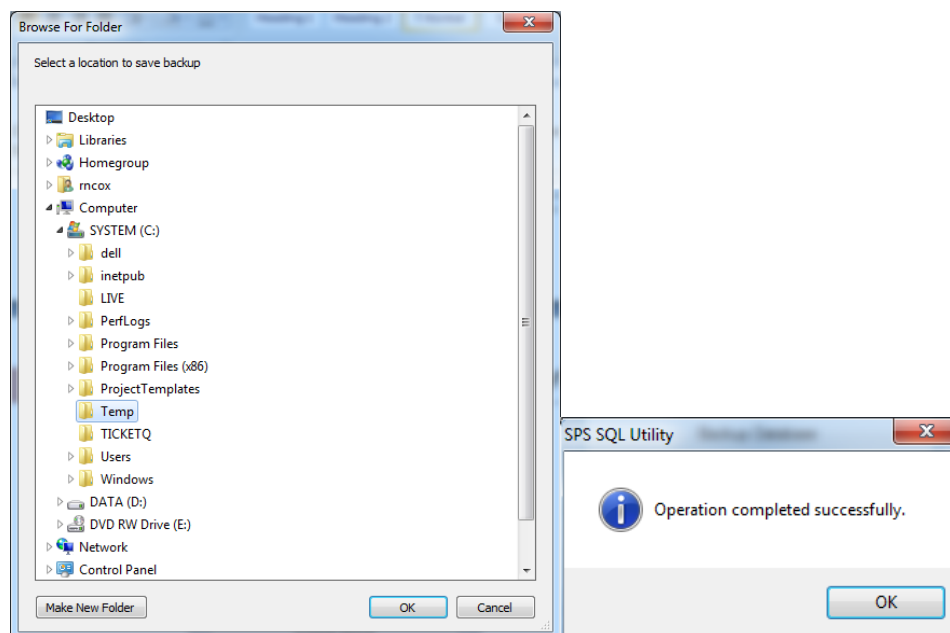 Browse For Folder
Select a location to save backup
Desktop
Libraries
Homegroup
rncox
Computer
SYSTEM (C:)
dell
inetpub
LIVE
PerfLogs
Program Files
Program Files (x86)
ProjectTemplates
Temp
TICKETQ
Users
Windows
DATA (D:)
DVD RW Drive (E:)
Network
Control Panel
Make New Folder
OK
Cancel
SPS SQL Utility
Operation completed successfully.
OK